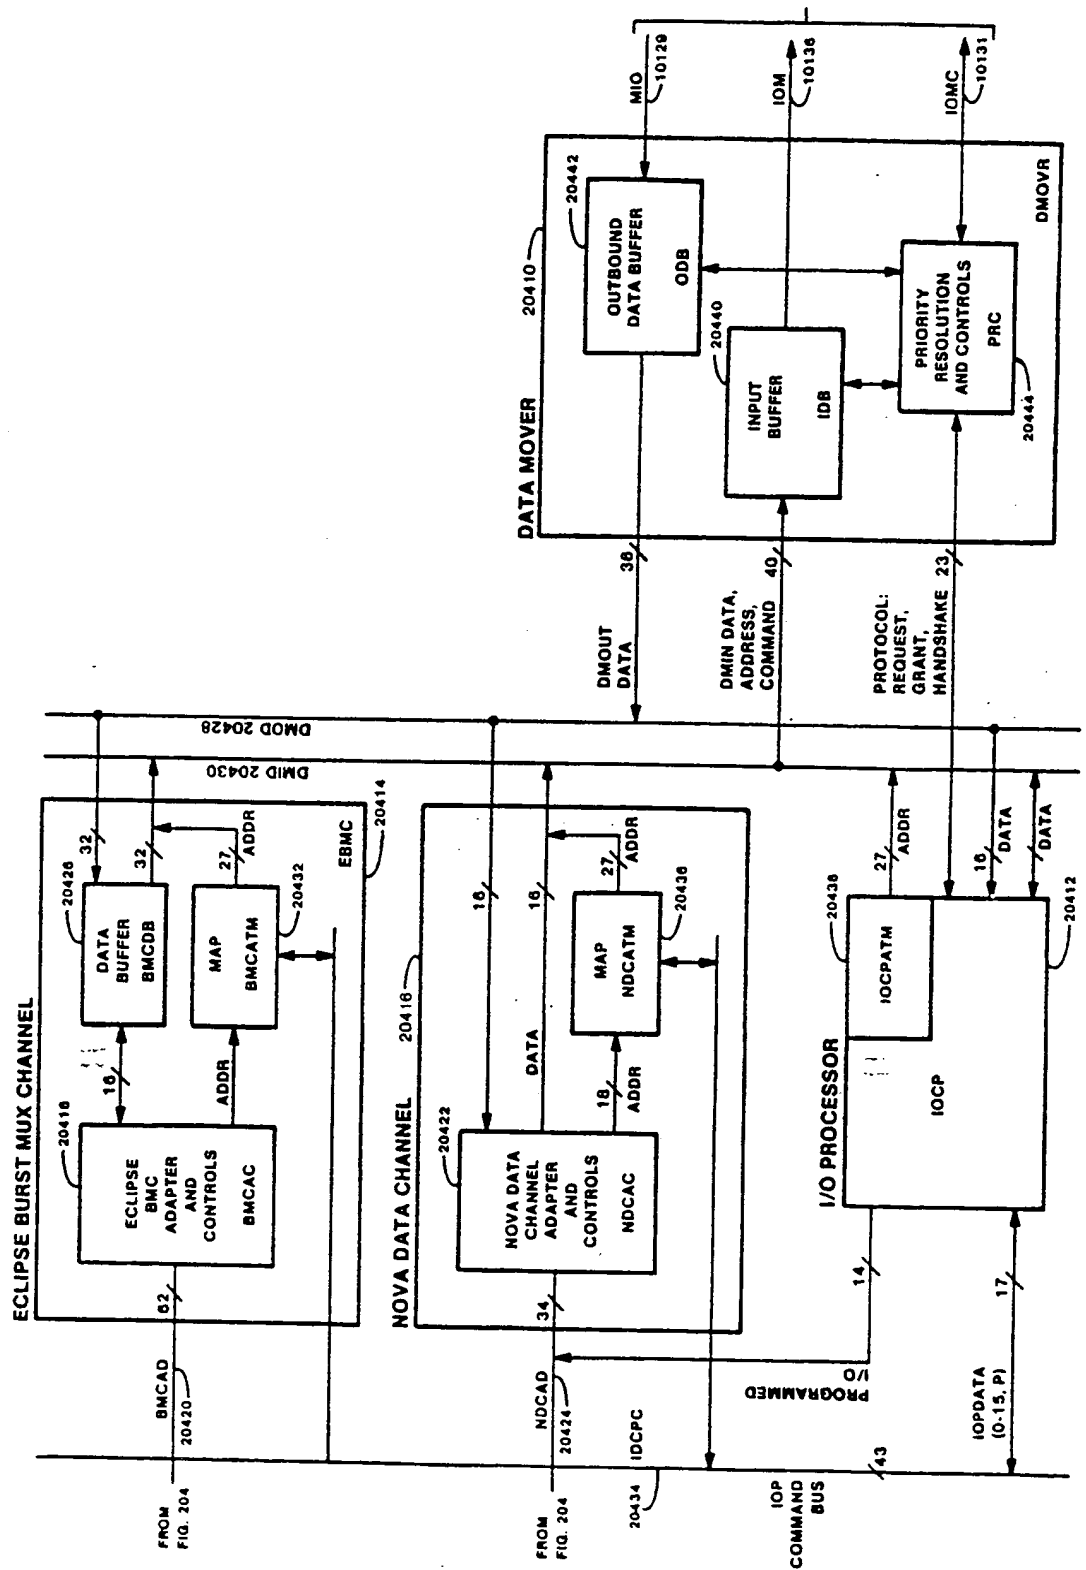 ECLIPSE BURST MUX CHANNEL
FROM
FIG. 204
BMCAD
20420
62
20418
ECLIPSE
BMC
ADAPTER
AND
CONTROLS
BMCAC
16
ADDR
20426
DATA
BUFFER
BMCDB
MAP
BMCATM
20432
32
32
27
ADDR
EBMC
20414
DMID 20430
DMOD 20428
NOVA DATA CHANNEL
20416
FROM
FIG. 204
NDCAD
20424
34
20422
NOVA DATA
CHANNEL
ADAPTER
AND
CONTROLS
NDCAC
DATA
18
ADDR
MAP
NDCATM
20436
16
16
27
ADDR
IDCPC
20434
PROGRAMMED
I/O
IOP
COMMAND
BUS
43
I/O PROCESSOR
14
17
IOPDATA
(0-15, P)
IOCP
IOCPATM
20438
27
ADDR
16
DATA
DATA
20412
DATA MOVER
20410
DMOUT
DATA
36
DMIN DATA,
ADDRESS,
COMMAND
40
PROTOCOL:
REQUEST,
GRANT,
HANDSHAKE
23
20442
OUTBOUND
DATA BUFFER
ODB
20440
INPUT
BUFFER
IDB
PRIORITY
RESOLUTION
AND CONTROLS
PRC
20444
DMOVR
MIO
10129
IOM
10136
IOMC
10131